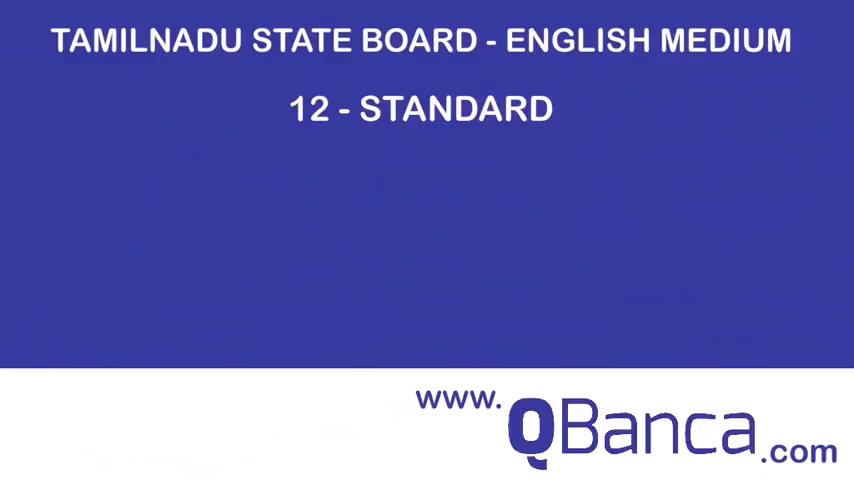 TAMILNADU STATE BOARD - ENGLISH MEDIUM
12 - STANDARD
www.QBanca.com